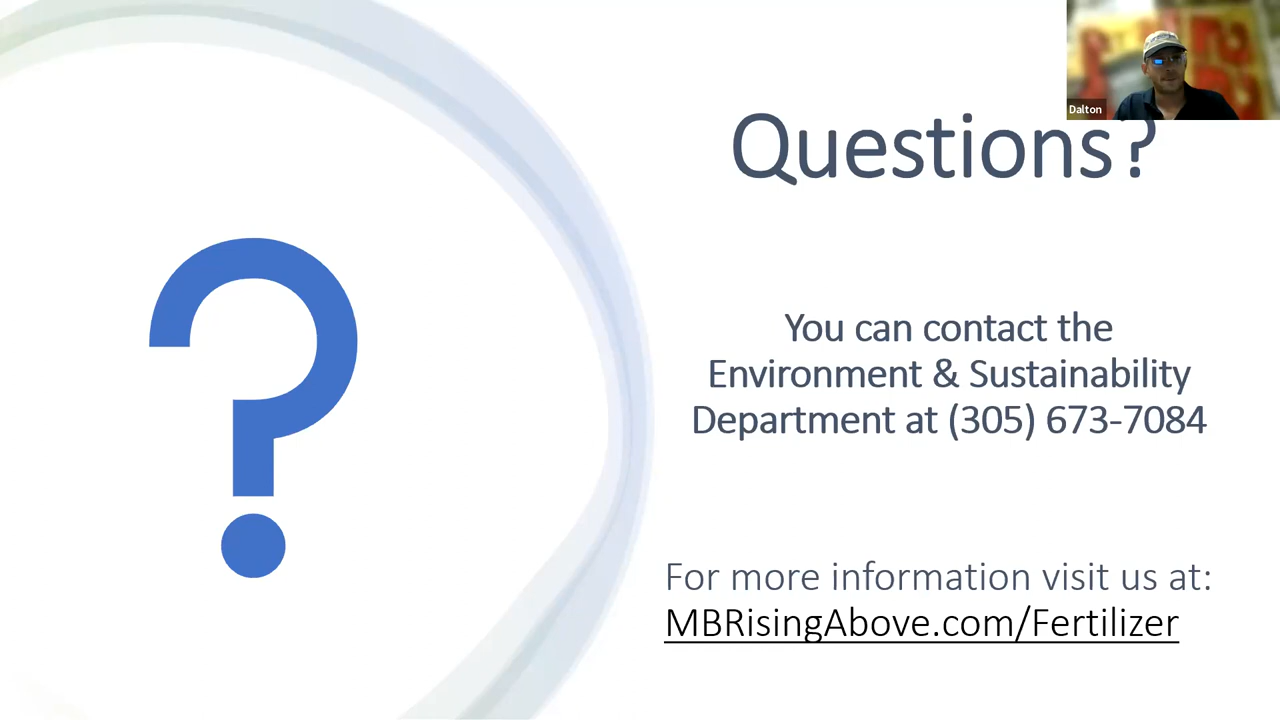 Dalton
Questions?
You can contact the
Environment & Sustainability
Department at (305) 673-7084
For more information visit us at:
MBRisingAbove.com/Fertilizer